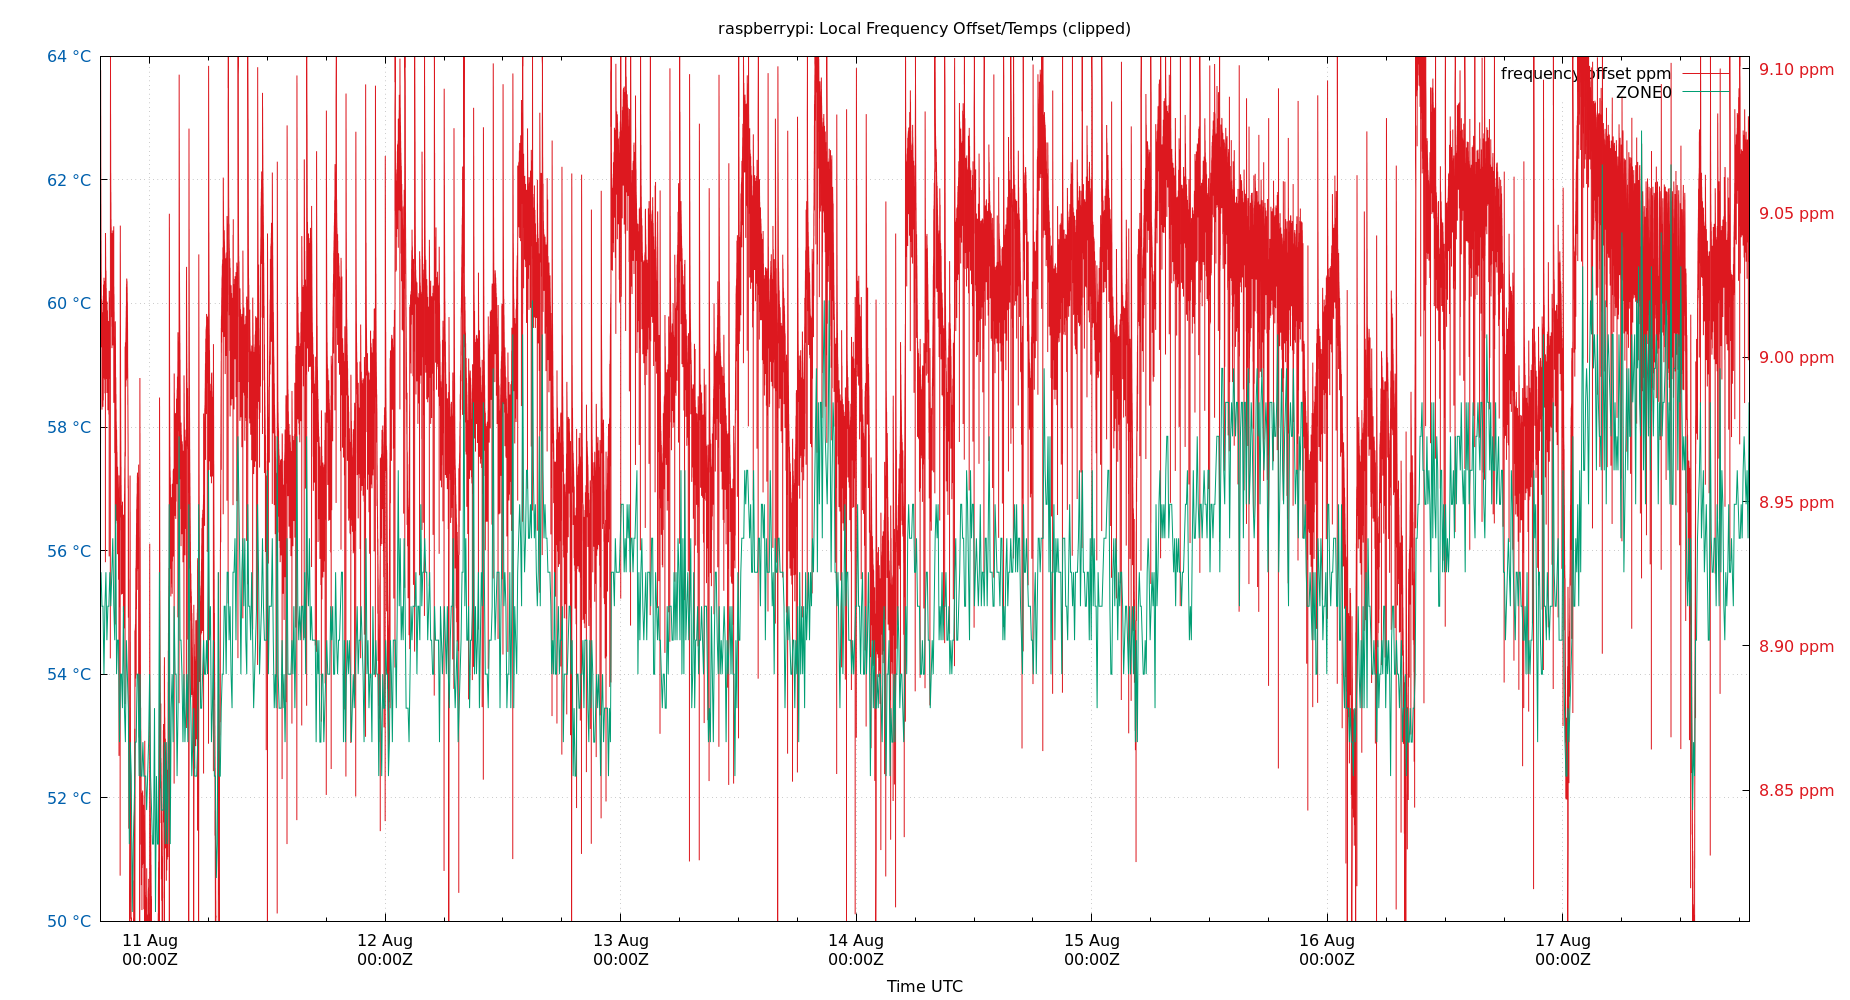 raspberrypi: Local Frequency Offset/Temps (clipped)
64 °C
62 °C
60 °C
58 °C
56 °C
54 °C
52 °C
50 °C
frequency offset ppm
ZONE0
9.10 ppm
9.05 ppm
9.00 ppm
8.95 ppm
8.90 ppm
8.85 ppm
11 Aug
00:00Z
12 Aug
00:00Z
13 Aug
00:00Z
14 Aug
00:00Z
15 Aug
00:00Z
16 Aug
00:00Z
17 Aug
00:00Z
Time UTC